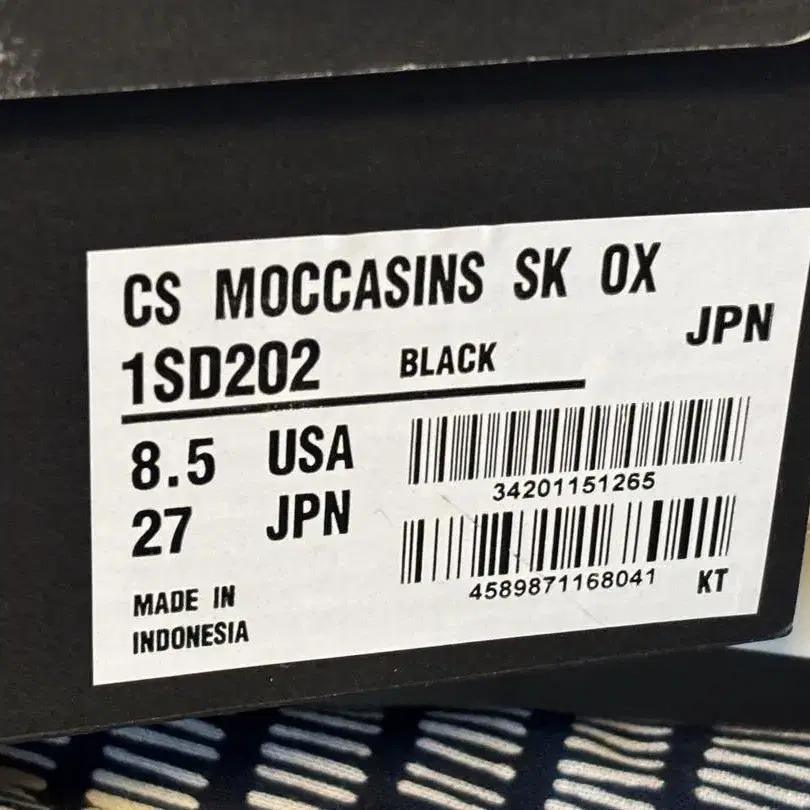 CS MOCCASINS SK OX
JPN
1SD202 BLACK
8.5 USA
27 JPN
34201151265
4589871168041 KT
MADE IN
INDONESIA